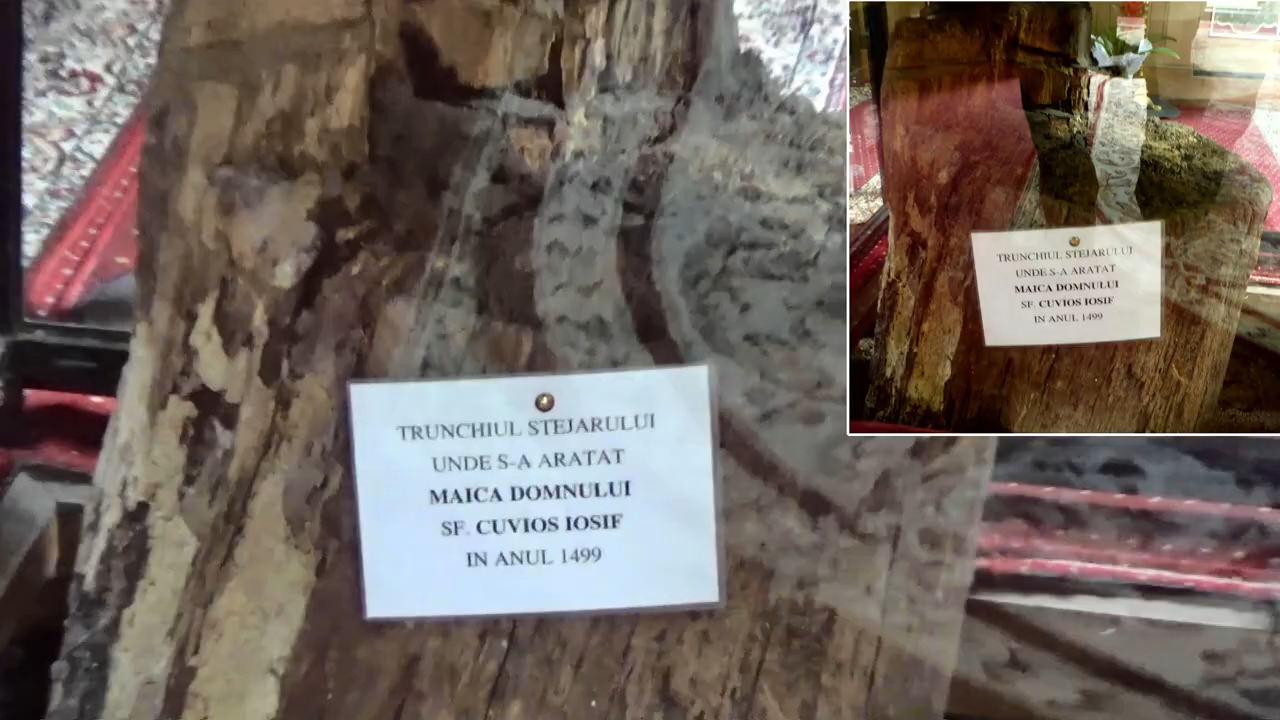 TRUNCHIUL STEJARULUI
UNDE S-A ARATAT
MAICA DOMNULUI
SF. CUVIOS IOSIF
IN ANUL 1499
TRUNCHIUL STEJARULUI
UNDE S-A ARATAT
MAICA DOMNULUI
SF. CUVIOS IOSIF
IN ANUL 1499